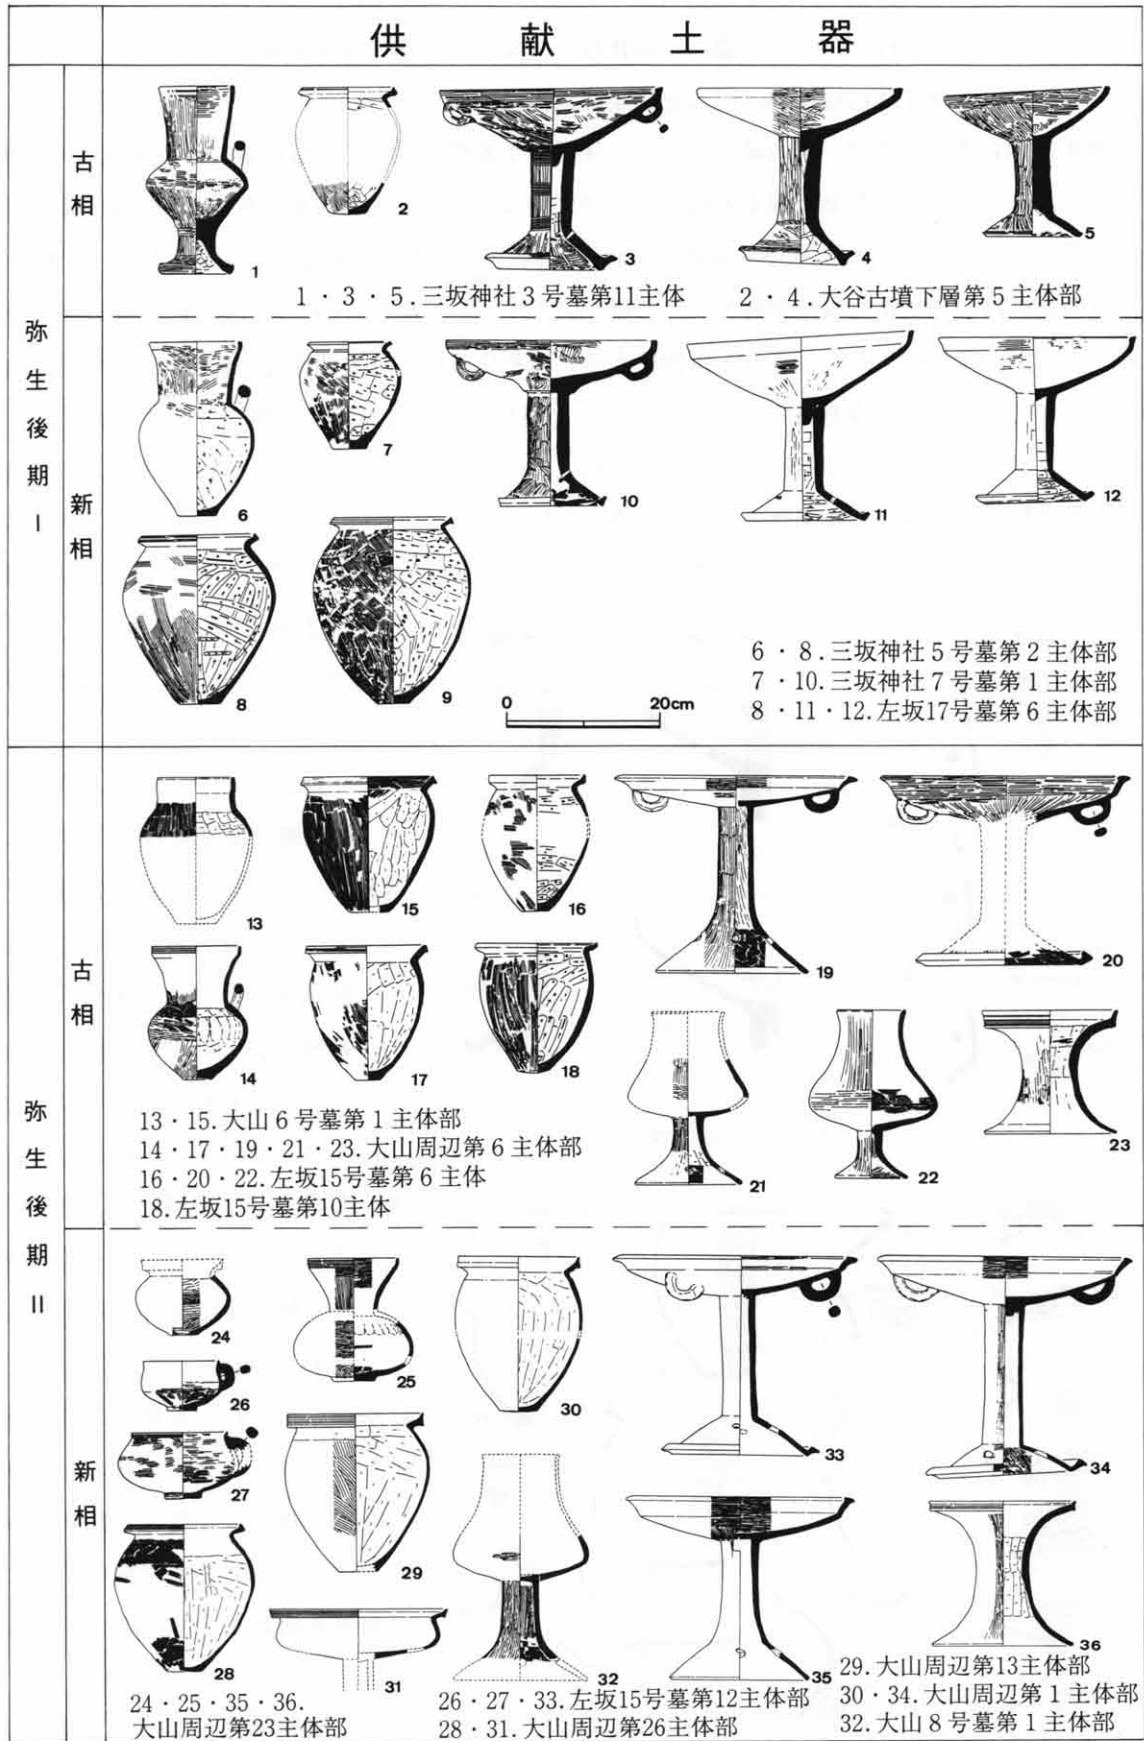 供献土器
弥生後期Ⅰ
古相
1
2
3
4
5
1・3・5.三坂神社3号墓第11主体
2・4.大谷古墳下層第5主体部
新相
6
7
8
9
10
11
12
0 20cm
6・8.三坂神社5号墓第2主体部
7・10.三坂神社7号墓第1主体部
8・11・12.左坂17号墓第6主体部
弥生後期Ⅱ
古相
13
14
15
16
17
18
19
20
21
22
23
13・15.大山6号墓第1主体部
14・17・19・21・23.大山周辺第6主体部
16・20・22.左坂15号墓第6主体
18.左坂15号墓第10主体
新相
24
25
26
27
28
29
30
31
32
33
34
35
36
24・25・35・36.
大山周辺第23主体部
26・27・33.左坂15号墓第12主体部
28・31.大山周辺第26主体部
29.大山周辺第13主体部
30・34.大山周辺第1主体部
32.大山8号墓第1主体部